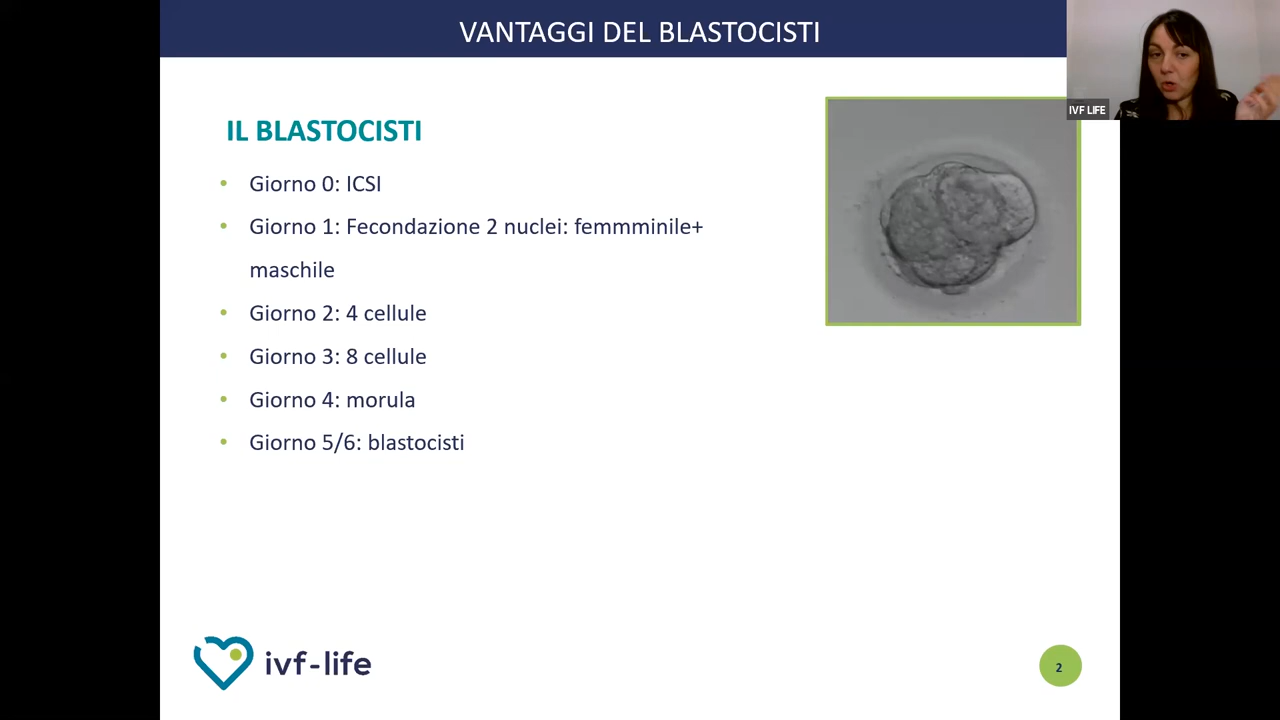 VANTAGGI DEL BLASTOCISTI
IVF LIFE
IL BLASTOCISTI
• Giorno 0: ICSI
• Giorno 1: Fecondazione 2 nuclei: femmminile+
maschile
• Giorno 2: 4 cellule
• Giorno 3: 8 cellule
• Giorno 4: morula
• Giorno 5/6: blastocisti
ivf-life
2